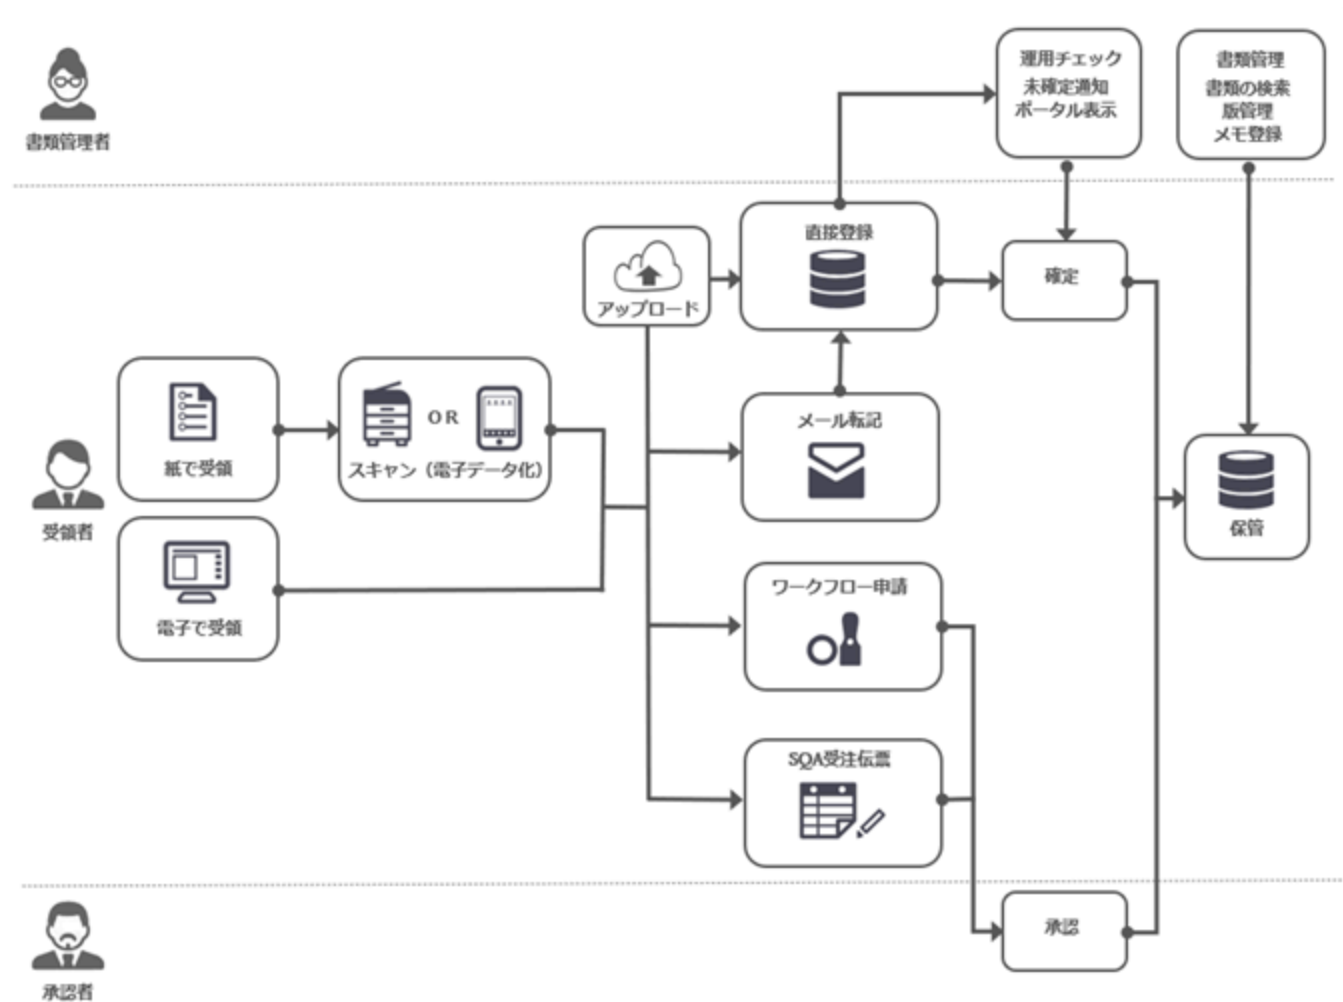 運用チェック
未確定通知
ポータル表示
書類管理
書類の検索
版管理
メモ登録
書類管理者
アップロード
直接登録
確定
紙で受領
OR
スキャン（電子データ化）
メール転記
受領者
保管
電子で受領
ワークフロー申請
SQA受注伝票
承認
承認者